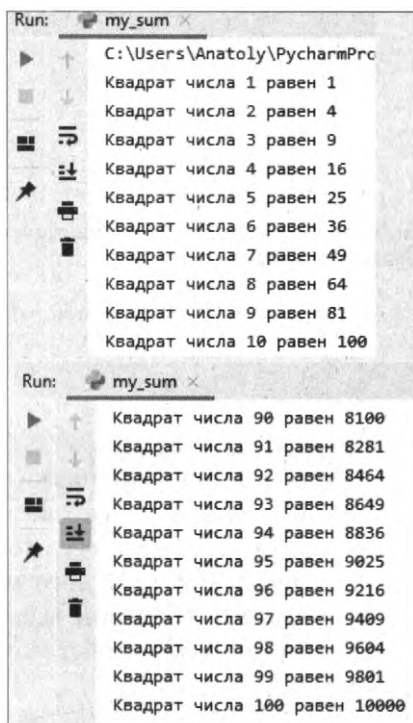 Run: my_sum ×
C:\Users\Anatoly\PycharmPro
Квадрат числа 1 равен 1
Квадрат числа 2 равен 4
Квадрат числа 3 равен 9
Квадрат числа 4 равен 16
Квадрат числа 5 равен 25
Квадрат числа 6 равен 36
Квадрат числа 7 равен 49
Квадрат числа 8 равен 64
Квадрат числа 9 равен 81
Квадрат числа 10 равен 100
Run: my_sum ×
Квадрат числа 90 равен 8100
Квадрат числа 91 равен 8281
Квадрат числа 92 равен 8464
Квадрат числа 93 равен 8649
Квадрат числа 94 равен 8836
Квадрат числа 95 равен 9025
Квадрат числа 96 равен 9216
Квадрат числа 97 равен 9409
Квадрат числа 98 равен 9604
Квадрат числа 99 равен 9801
Квадрат числа 100 равен 10000